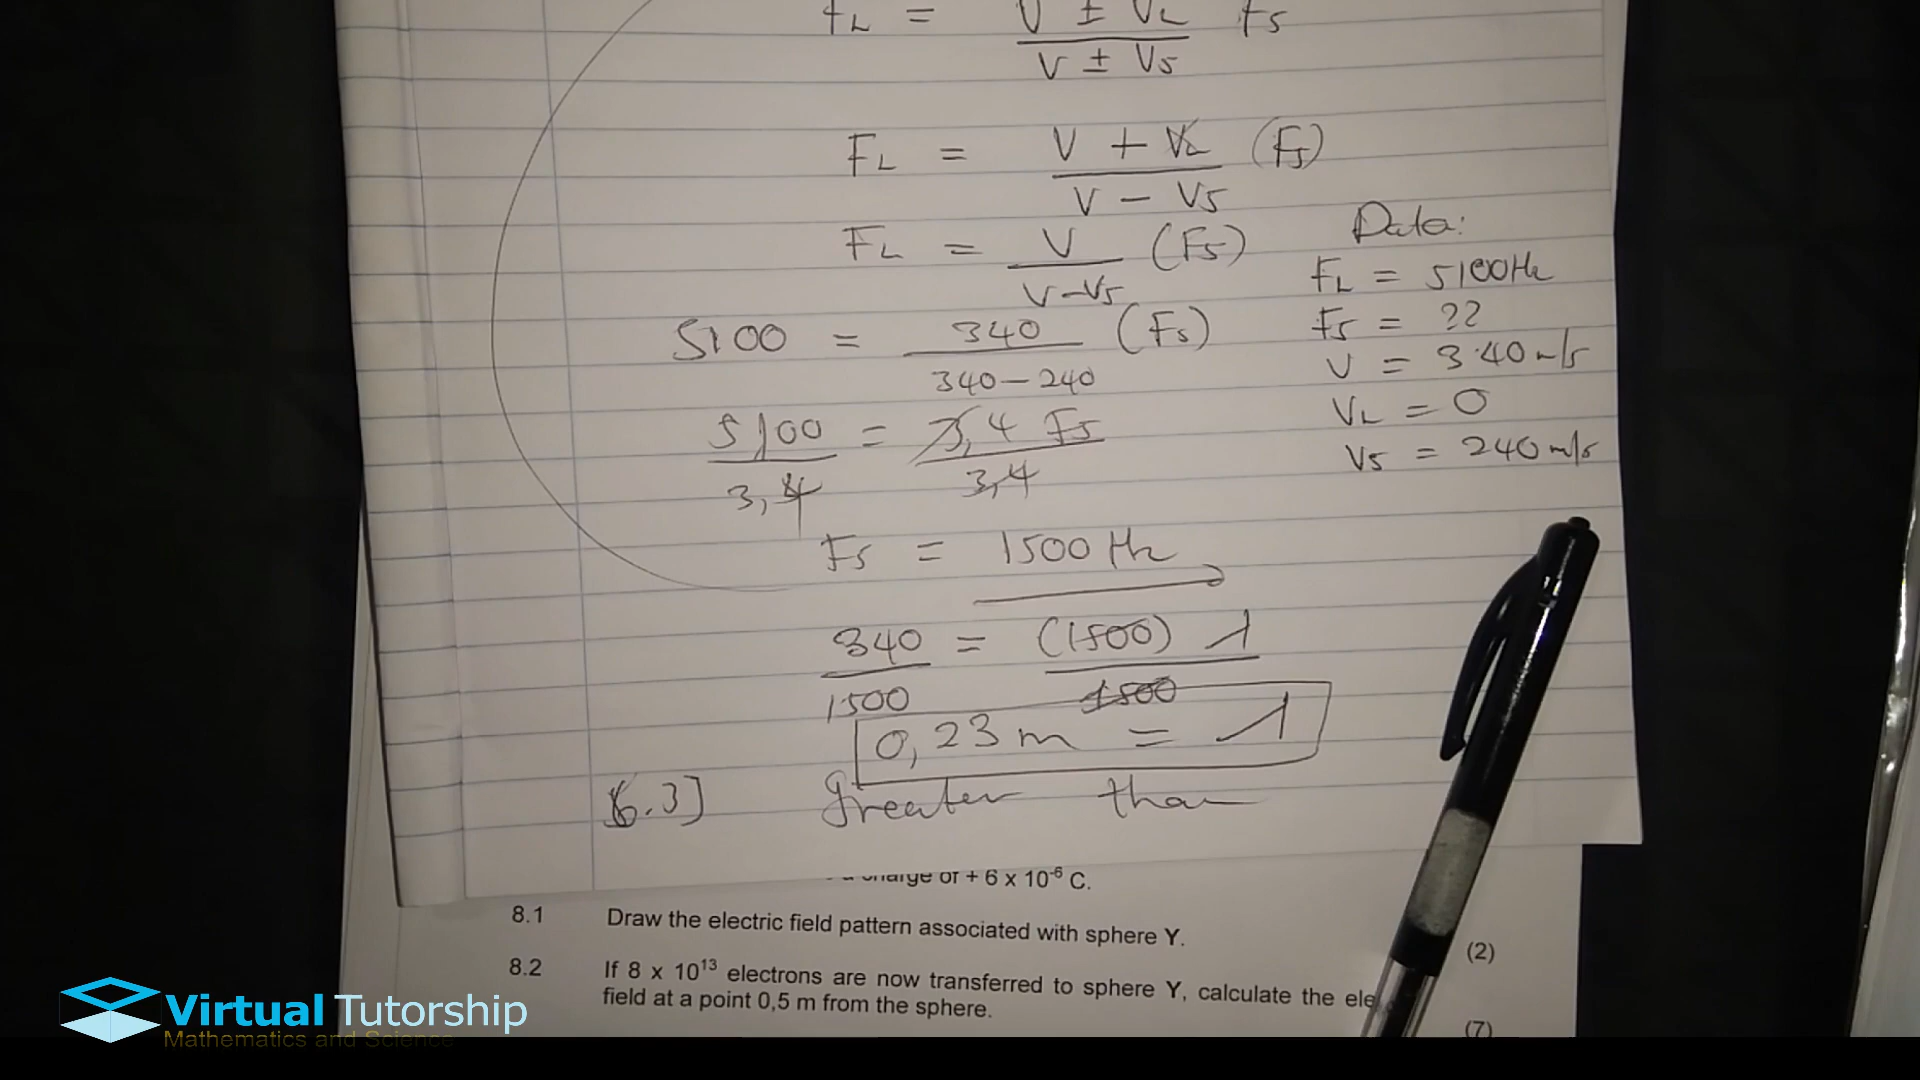 FL = V ± VL FS
V ± VS
FL = V + VL (FS)
V - VS
FL = V (FS)
V-VS
5100 = 340 (Fs)
340-240
5100 = 3,4 Fs
3,4 3,4
Fs = 1500 Hz
340 = (1500) λ
1500 1500
0,23 m = λ
6.3] greater than
Data:
FL = 5100Hz
FS = ??
V = 340 m/s
VL = 0
VS = 240 m/s
charge of + 6 x 10⁻⁶ C.
8.1 Draw the electric field pattern associated with sphere Y. (2)
8.2 If 8 x 10¹³ electrons are now transferred to sphere Y, calculate the ele
field at a point 0,5 m from the sphere. (7)
Virtual Tutorship
Mathematics and Science